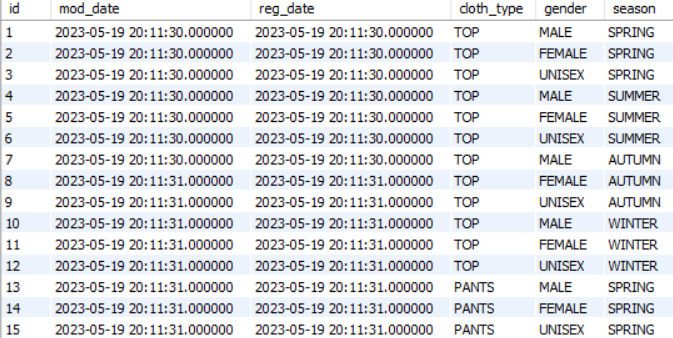 id mod_date reg_date cloth_type gender season
1 2023-05-19 20:11:30.000000 2023-05-19 20:11:30.000000 TOP MALE SPRING
2 2023-05-19 20:11:30.000000 2023-05-19 20:11:30.000000 TOP FEMALE SPRING
3 2023-05-19 20:11:30.000000 2023-05-19 20:11:30.000000 TOP UNISEX SPRING
4 2023-05-19 20:11:30.000000 2023-05-19 20:11:30.000000 TOP MALE SUMMER
5 2023-05-19 20:11:30.000000 2023-05-19 20:11:30.000000 TOP FEMALE SUMMER
6 2023-05-19 20:11:30.000000 2023-05-19 20:11:30.000000 TOP UNISEX SUMMER
7 2023-05-19 20:11:30.000000 2023-05-19 20:11:30.000000 TOP MALE AUTUMN
8 2023-05-19 20:11:31.000000 2023-05-19 20:11:31.000000 TOP FEMALE AUTUMN
9 2023-05-19 20:11:31.000000 2023-05-19 20:11:31.000000 TOP UNISEX AUTUMN
10 2023-05-19 20:11:31.000000 2023-05-19 20:11:31.000000 TOP MALE WINTER
11 2023-05-19 20:11:31.000000 2023-05-19 20:11:31.000000 TOP FEMALE WINTER
12 2023-05-19 20:11:31.000000 2023-05-19 20:11:31.000000 TOP UNISEX WINTER
13 2023-05-19 20:11:31.000000 2023-05-19 20:11:31.000000 PANTS MALE SPRING
14 2023-05-19 20:11:31.000000 2023-05-19 20:11:31.000000 PANTS FEMALE SPRING
15 2023-05-19 20:11:31.000000 2023-05-19 20:11:31.000000 PANTS UNISEX SPRING